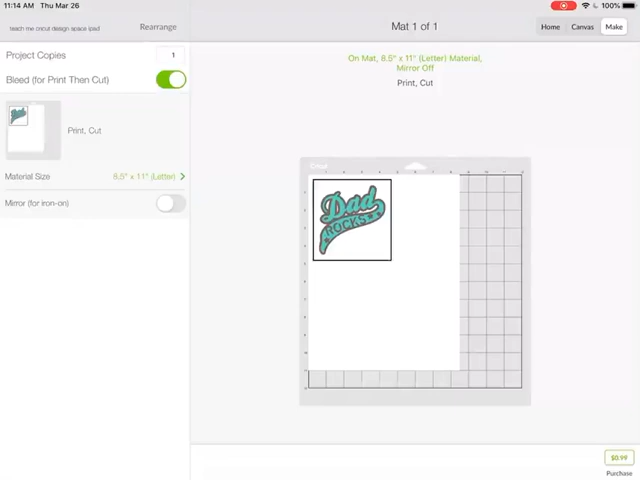 11:14 AM Thu Mar 26
100%
teach me cricut design space ipad
Rearrange
Mat 1 of 1
Home
Canvas
Make
Project Copies
1
On Mat, 8.5" x 11" (Letter) Material,
Mirror Off
Bleed (for Print Then Cut)
Print, Cut
Print, Cut
Material Size
8.5" x 11" (Letter)
Mirror (for iron-on)
Cricut
Dad
ROCKS
$0.99
Purchase